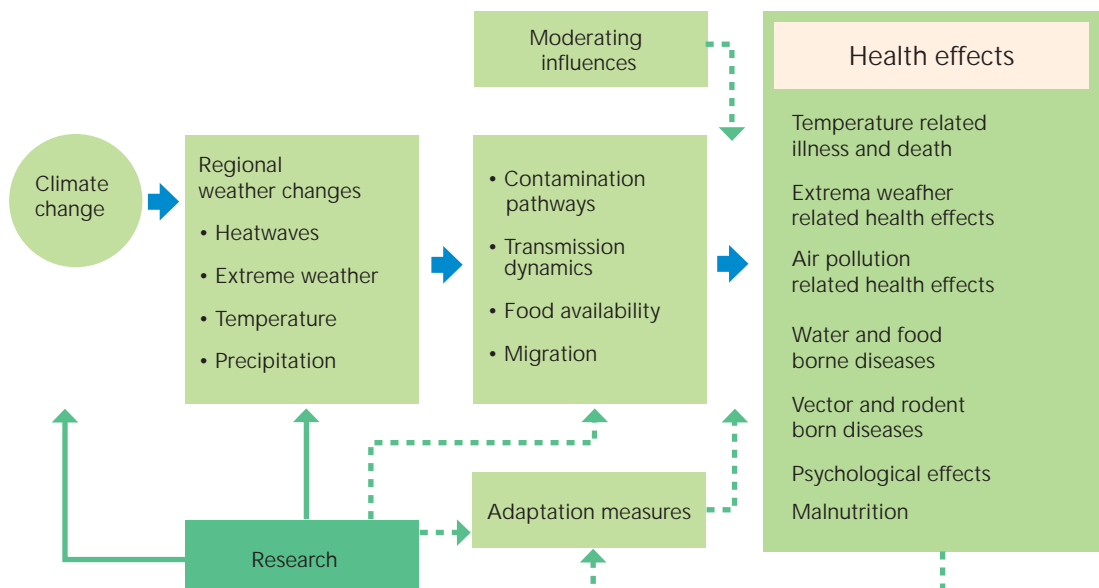 Moderating
influences
Health effects
Climate
change
Regional
weather changes
• Heatwaves
• Extreme weather
• Temperature
• Precipitation
• Contamination
pathways
• Transmission
dynamics
• Food availability
• Migration
Temperature related
illness and death
Extrema weafher
related health effects
Air pollution
related health effects
Water and food
borne diseases
Vector and rodent
born diseases
Psychological effects
Malnutrition
Adaptation measures
Research